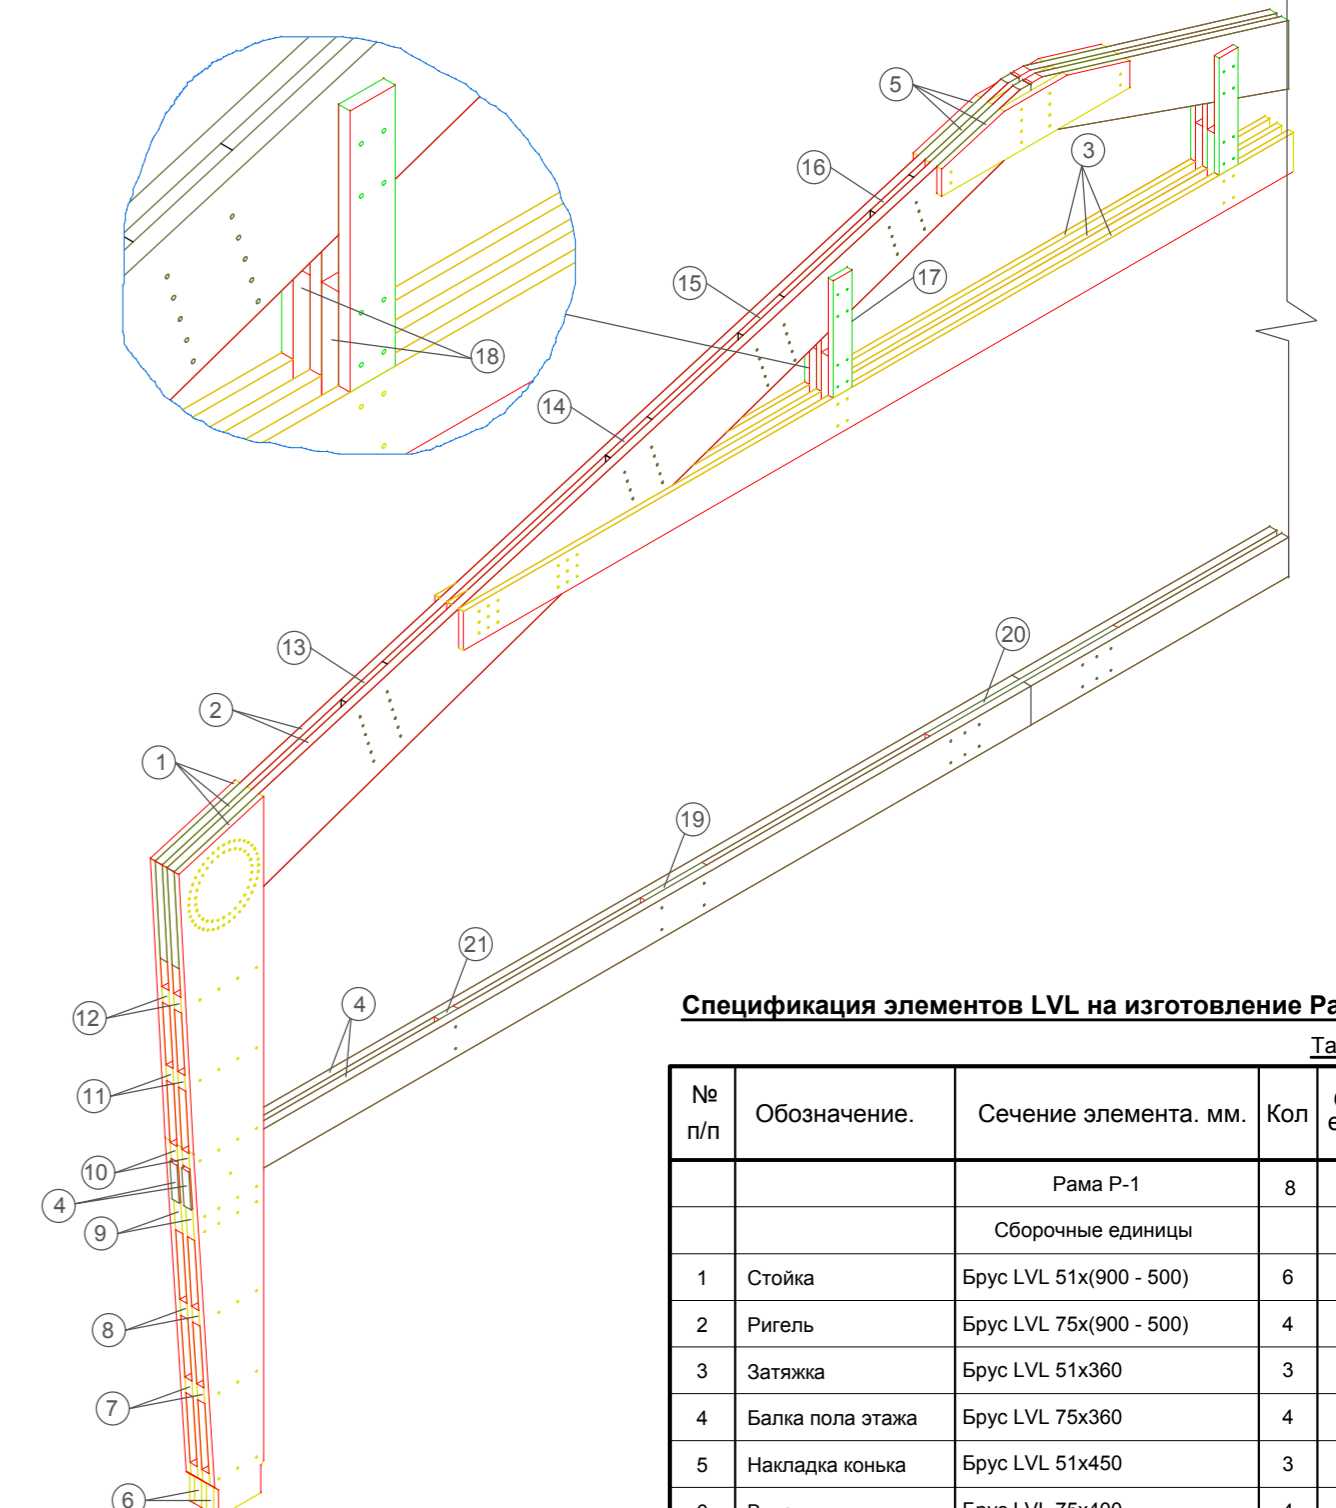 5
3
16
15
17
18
14
20
13
2
1
19
21
4
12
11
10
4
9
8
7
6
Спецификация элементов LVL на изготовление
№ п/п Обозначение. Сечение элемента. мм. Кол
Рама Р-1 8
Сборочные единицы
1 Стойка Брус LVL 51х(900 - 500) 6
2 Ригель Брус LVL 75х(900 - 500) 4
3 Затяжка Брус LVL 51х360 3
4 Балка пола этажа Брус LVL 75х360 4
5 Накладка конька Брус LVL 51х450 3